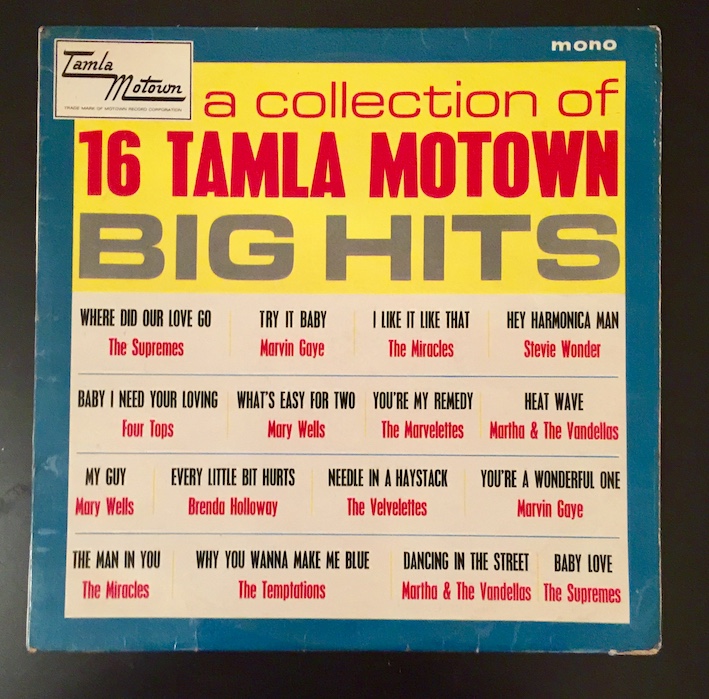 mono
Tamla
Motown
TRADE MARK OF MOTOWN RECORD CORPORATION
a collection of
16 TAMLA MOTOWN
BIG HITS
WHERE DID OUR LOVE GO
The Supremes
TRY IT BABY
Marvin Gaye
I LIKE IT LIKE THAT
The Miracles
HEY HARMONICA MAN
Stevie Wonder
BABY I NEED YOUR LOVING
Four Tops
WHAT'S EASY FOR TWO
Mary Wells
YOU'RE MY REMEDY
The Marvelettes
HEAT WAVE
Martha & The Vandellas
MY GUY
Mary Wells
EVERY LITTLE BIT HURTS
Brenda Holloway
NEEDLE IN A HAYSTACK
The Velvelettes
YOU'RE A WONDERFUL ONE
Marvin Gaye
THE MAN IN YOU
The Miracles
WHY YOU WANNA MAKE ME BLUE
The Temptations
DANCING IN THE STREET
Martha & The Vandellas
BABY LOVE
The Supremes